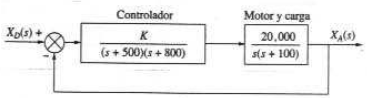 Controlador
Motor y carga
X_D(s) +
K
20,000
X_A(s)
(s + 500)(s + 800)
s(s + 100)
−